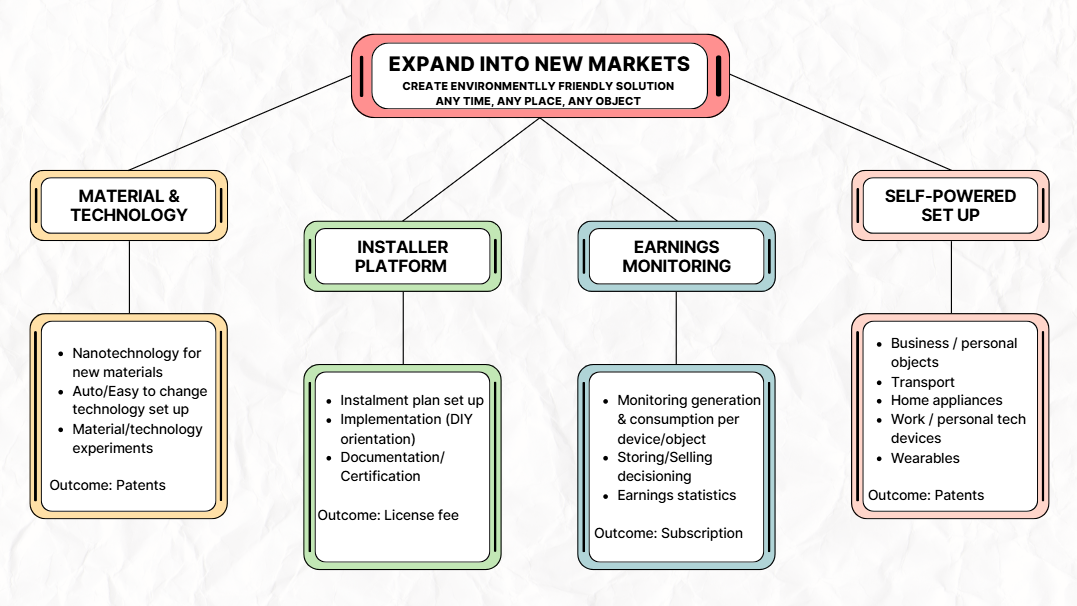 EXPAND INTO NEW MARKETS
CREATE ENVIRONMENTLLY FRIENDLY SOLUTION
ANY TIME, ANY PLACE, ANY OBJECT
MATERIAL &
TECHNOLOGY
• Nanotechnology for
new materials
• Auto/Easy to change
technology set up
• Material/technology
experiments
Outcome: Patents
INSTALLER
PLATFORM
• Instalment plan set up
• Implementation (DIY
orientation)
• Documentation/
Certification
Outcome: License fee
EARNINGS
MONITORING
• Monitoring generation
& consumption per
device/object
• Storing/Selling
decisioning
• Earnings statistics
Outcome: Subscription
SELF-POWERED
SET UP
• Business / personal
objects
• Transport
• Home appliances
• Work / personal tech
devices
• Wearables
Outcome: Patents